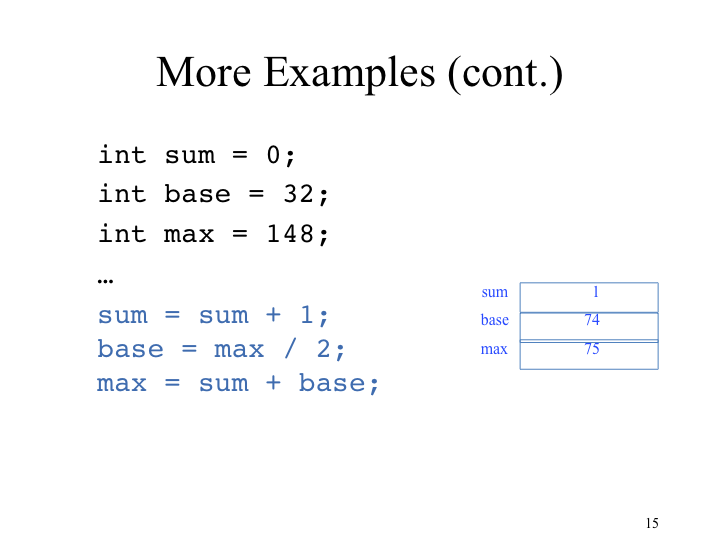 More Examples (cont.)
int sum = 0;
int base = 32;
int max = 148;
…
sum = sum + 1;
base = max / 2;
max = sum + base;
sum 1
base 74
max 75
15